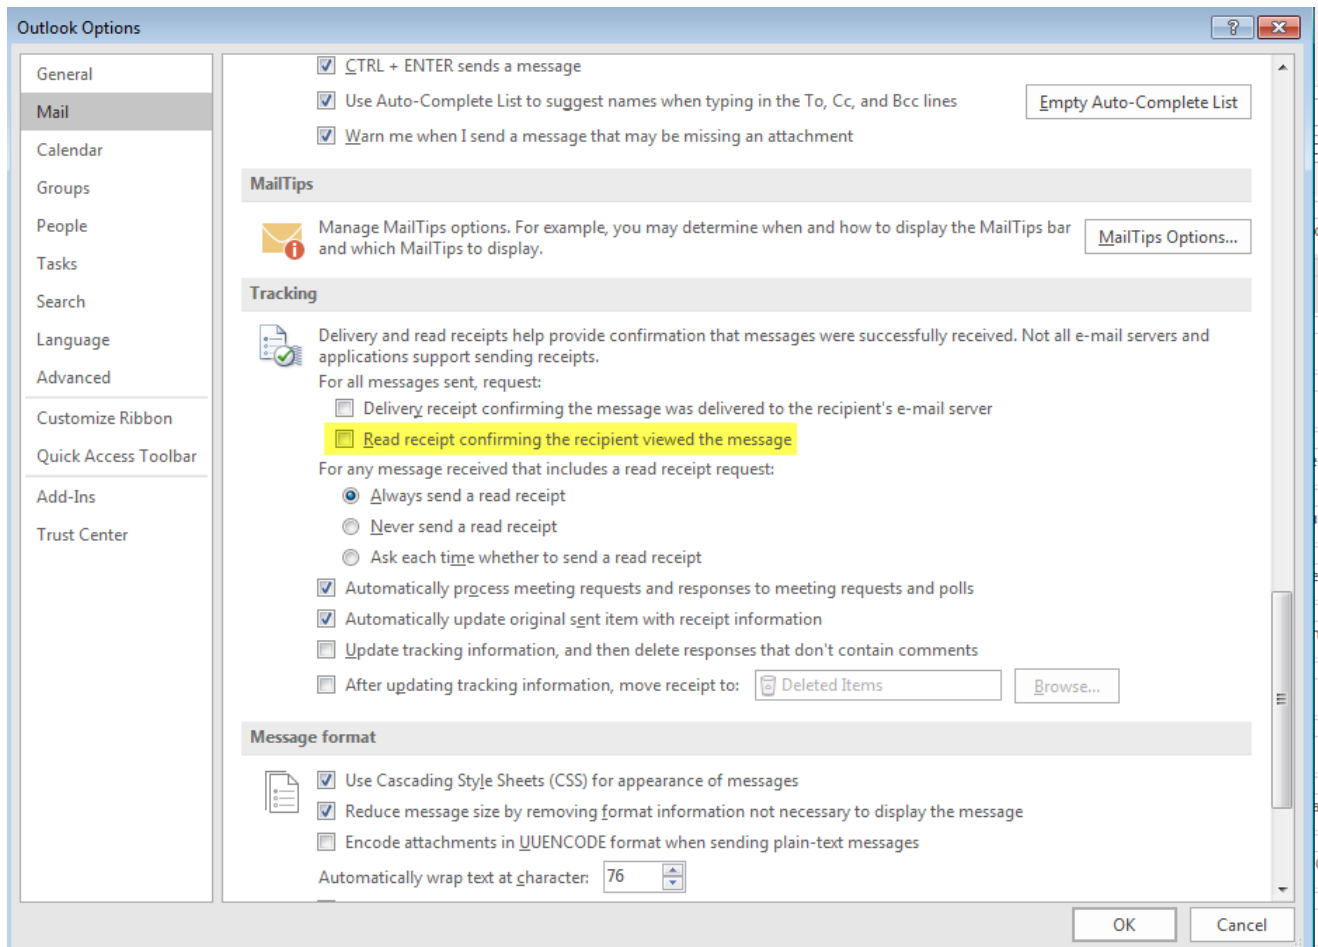 Outlook Options
General
Mail
Calendar
Groups
People
Tasks
Search
Language
Advanced
Customize Ribbon
Quick Access Toolbar
Add-Ins
Trust Center
CTRL + ENTER sends a message
Use Auto-Complete List to suggest names when typing in the To, Cc, and Bcc lines
Empty Auto-Complete List
Warn me when I send a message that may be missing an attachment
MailTips
Manage MailTips options. For example, you may determine when and how to display the MailTips bar
and which MailTips to display.
MailTips Options...
Tracking
Delivery and read receipts help provide confirmation that messages were successfully received. Not all e-mail servers and
applications support sending receipts.
For all messages sent, request:
Delivery receipt confirming the message was delivered to the recipient's e-mail server
Read receipt confirming the recipient viewed the message
For any message received that includes a read receipt request:
Always send a read receipt
Never send a read receipt
Ask each time whether to send a read receipt
Automatically process meeting requests and responses to meeting requests and polls
Automatically update original sent item with receipt information
Update tracking information, and then delete responses that don't contain comments
After updating tracking information, move receipt to:
Deleted Items
Browse...
Message format
Use Cascading Style Sheets (CSS) for appearance of messages
Reduce message size by removing format information not necessary to display the message
Encode attachments in UUENCODE format when sending plain-text messages
Automatically wrap text at character:
76
OK
Cancel